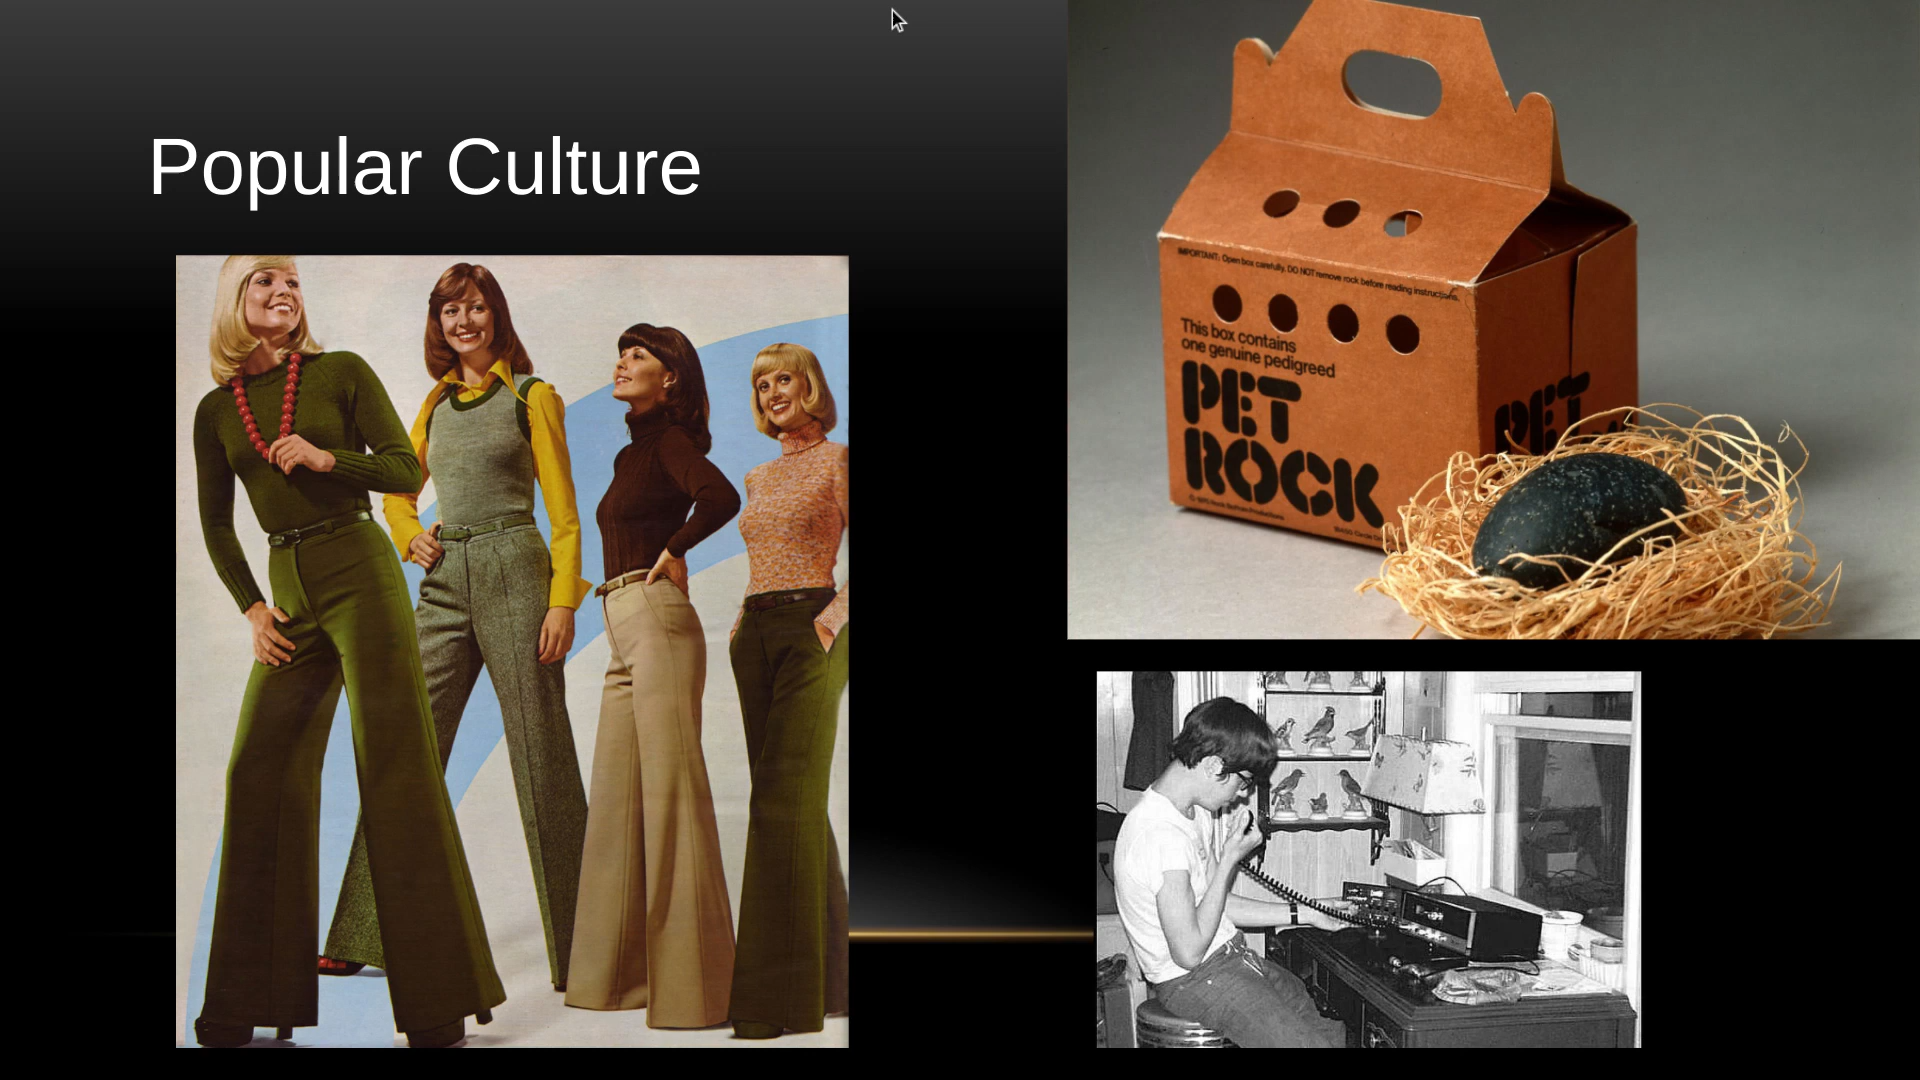 Popular Culture
IMPORTANT: Open box carefully. DO NOT remove rock before reading instructions.
This box contains
one genuine pedigreed
PET
ROCK
PET